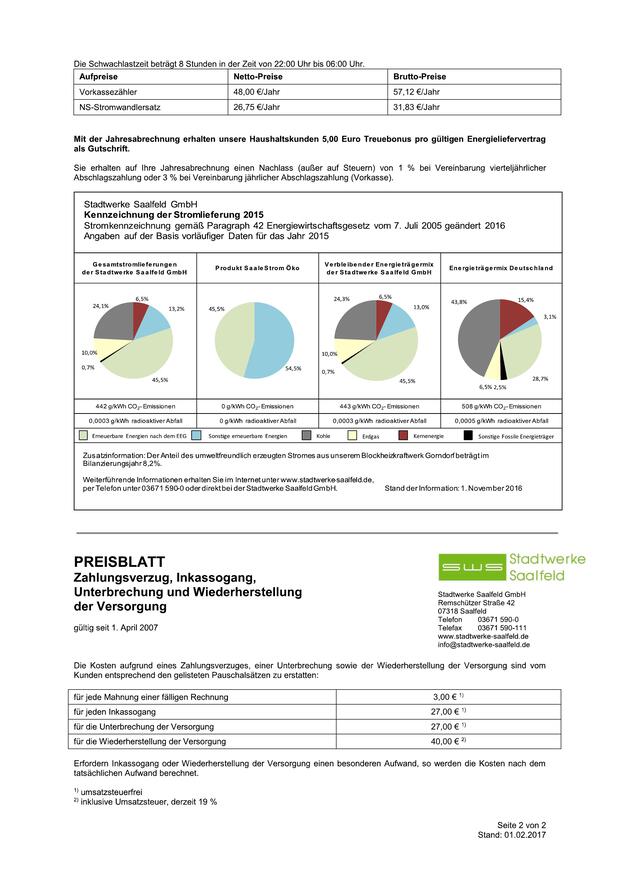 Die Schwachlastzeit beträgt 8 Stunden in der Zeit von 22:00 Uhr bis 06:00 Uhr.
Aufpreise Netto-Preise Brutto-Preise
Vorkassezähler 48,00 €/Jahr 57,12 €/Jahr
NS-Stromwandlersatz 26,75 €/Jahr 31,83 €/Jahr
Mit der Jahresabrechnung erhalten unsere Haushaltskunden 5,00 Euro Treuebonus pro gültigen Energieliefervertrag
als Gutschrift.
Sie erhalten auf Ihre Jahresabrechnung einen Nachlass (außer auf Steuern) von 1 % bei Vereinbarung vierteljährlicher
Abschlagszahlung oder 3 % bei Vereinbarung jährlicher Abschlagszahlung (Vorkasse).
Stadtwerke Saalfeld GmbH
Kennzeichnung der Stromlieferung 2015
Stromkennzeichnung gemäß Paragraph 42 Energiewirtschaftsgesetz vom 7. Juli 2005 geändert 2016
Angaben auf der Basis vorläufiger Daten für das Jahr 2015
Gesamtstromlieferungen
der Stadtwerke Saalfeld GmbH
Produkt SaaleStrom Öko
Verbleibender Energieträgermix
der Stadtwerke Saalfeld GmbH
Energieträgermix Deutschland
24,1% 6,5% 13,2% 10,0% 0,7% 45,5%
45,5% 54,5%
24,3% 6,5% 13,0% 10,0% 0,7% 45,5%
43,8% 15,4% 3,1% 28,7% 6,5% 2,5%
442 g/kWh CO₂-Emissionen 0 g/kWh CO₂-Emissionen 443 g/kWh CO₂-Emissionen 508 g/kWh CO₂-Emissionen
0,0003 g/kWh radioaktiver Abfall 0 g/kWh radioaktiver Abfall 0,0003 g/kWh radioaktiver Abfall 0,0005 g/kWh radioaktiver Abfall
Erneuerbare Energien nach dem EEG Sonstige erneuerbare Energien Kohle Erdgas Kernenergie Sonstige Fossile Energieträger
Zusatzinformation: Der Anteil des umweltfreundlich erzeugten Stromes aus unserem Blockheizkraftwerk Gorndorf beträgt im
Bilanzierungsjahr 8,2%.
Weiterführende Informationen erhalten Sie im Internet unter www.stadtwerke-saalfeld.de,
per Telefon unter 03671 590-0 oder direkt bei der Stadtwerke Saalfeld GmbH. Stand der Information: 1. November 2016
PREISBLATT
Zahlungsverzug, Inkassogang,
Unterbrechung und Wiederherstellung
der Versorgung
gültig seit 1. April 2007
sws Stadtwerke
Saalfeld
Stadtwerke Saalfeld GmbH
Remschützer Straße 42
07318 Saalfeld
Telefon 03671 590-0
Telefax 03671 590-111
www.stadtwerke-saalfeld.de
info@stadtwerke-saalfeld.de
Die Kosten aufgrund eines Zahlungsverzuges, einer Unterbrechung sowie der Wiederherstellung der Versorgung sind vom
Kunden entsprechend den gelisteten Pauschalsätzen zu erstatten:
für jede Mahnung einer fälligen Rechnung 3,00 € 1)
für jeden Inkassogang 27,00 € 1)
für die Unterbrechung der Versorgung 27,00 € 1)
für die Wiederherstellung der Versorgung 40,00 € 2)
Erfordern Inkassogang oder Wiederherstellung der Versorgung einen besonderen Aufwand, so werden die Kosten nach dem
tatsächlichen Aufwand berechnet.
1) umsatzsteuerfrei
2) inklusive Umsatzsteuer, derzeit 19 %
Seite 2 von 2
Stand: 01.02.2017